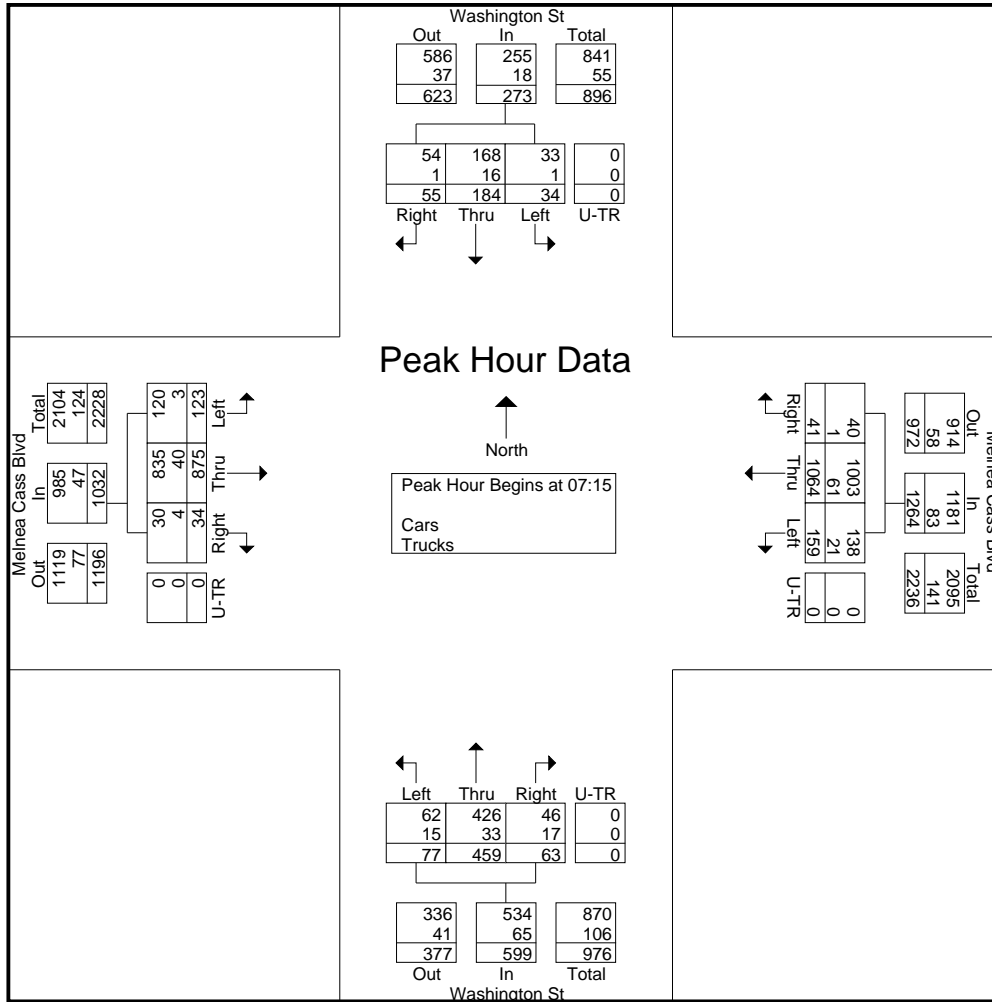 Washington St
Out In Total
586 255 841
37 18 55
623 273 896
54 168 33 0
1 16 1 0
55 184 34 0
Right Thru Left U-TR
Peak Hour Data
North
Peak Hour Begins at 07:15
Cars
Trucks
Melnea Cass Blvd
Total In Out
2104 985 1119
124 47 77
2228 1032 1196
120 835 30 0
3 40 4 0
123 875 34 0
Left Thru Right U-TR
Melnea Cass Blvd
Out In Total
914 1181 2095
58 83 141
972 1264 2236
40 1003 138 0
1 61 21 0
41 1064 159 0
Right Thru Left U-TR
Left Thru Right U-TR
62 426 46 0
15 33 17 0
77 459 63 0
336 534 870
41 65 106
377 599 976
Out In Total
Washington St